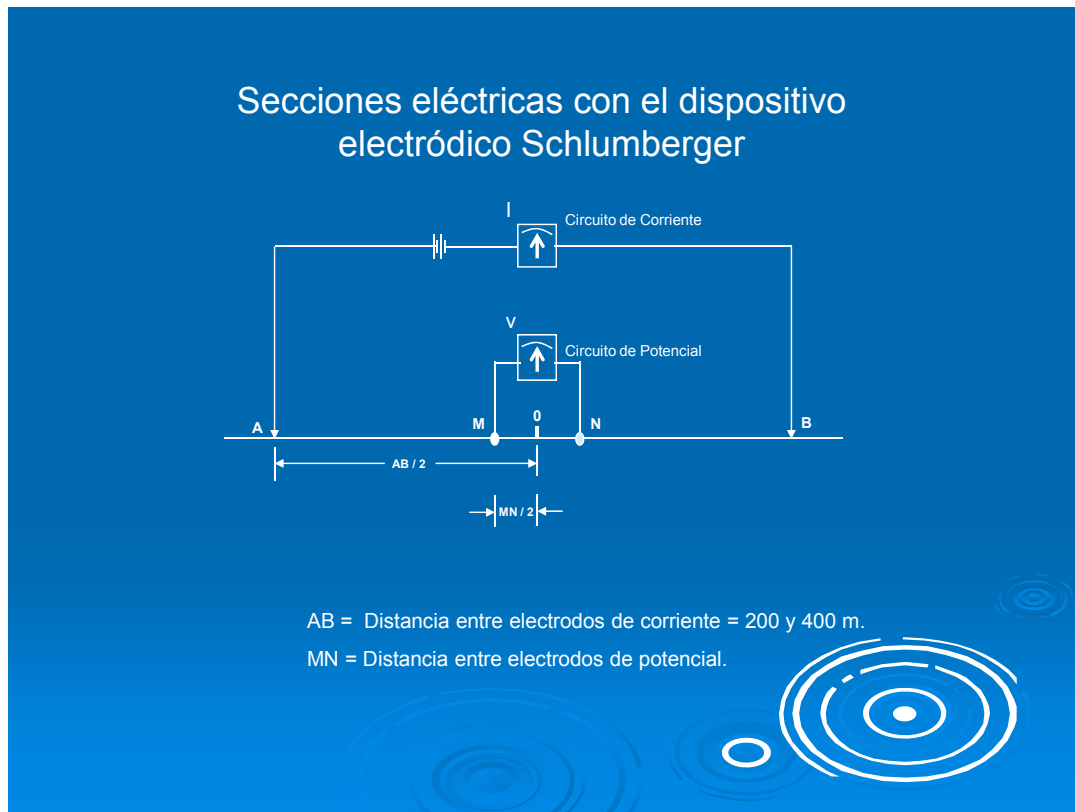 Secciones eléctricas con el dispositivo
electródico Schlumberger
I
Circuito de Corriente
V
Circuito de Potencial
A
M
0
N
B
AB / 2
MN / 2
AB = Distancia entre electrodos de corriente = 200 y 400 m.
MN = Distancia entre electrodos de potencial.